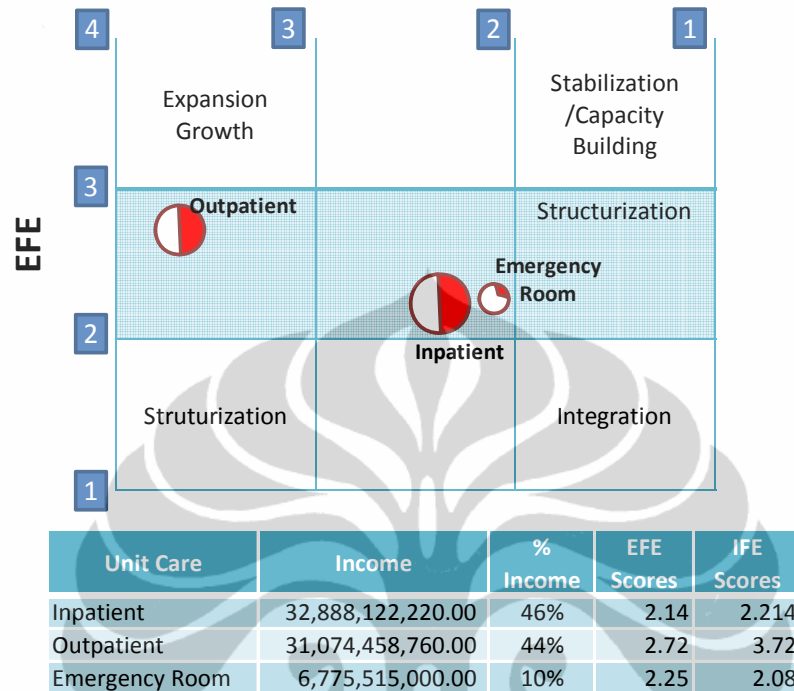 4
3
2
1
Expansion
Growth
Stabilization
/Capacity
Building
3
Outpatient
Structurization
EFE
Emergency
Room
2
Inpatient
Struturization
Integration
1
Unit Care Income % Income EFE Scores IFE Scores
Inpatient 32,888,122,220.00 46% 2.14 2.214
Outpatient 31,074,458,760.00 44% 2.72 3.72
Emergency Room 6,775,515,000.00 10% 2.25 2.08